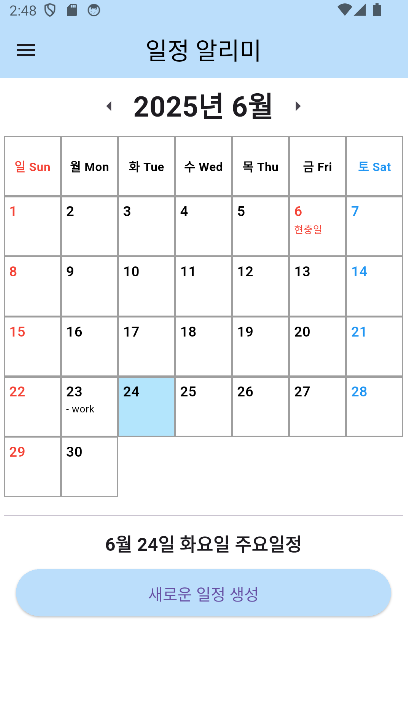 2:48
일정 알리미
2025년 6월
일 Sun 월 Mon 화 Tue 수 Wed 목 Thu 금 Fri 토 Sat
1 2 3 4 5 6 7
현충일
8 9 10 11 12 13 14
15 16 17 18 19 20 21
22 23 24 25 26 27 28
- work
29 30
6월 24일 화요일 주요일정
새로운 일정 생성